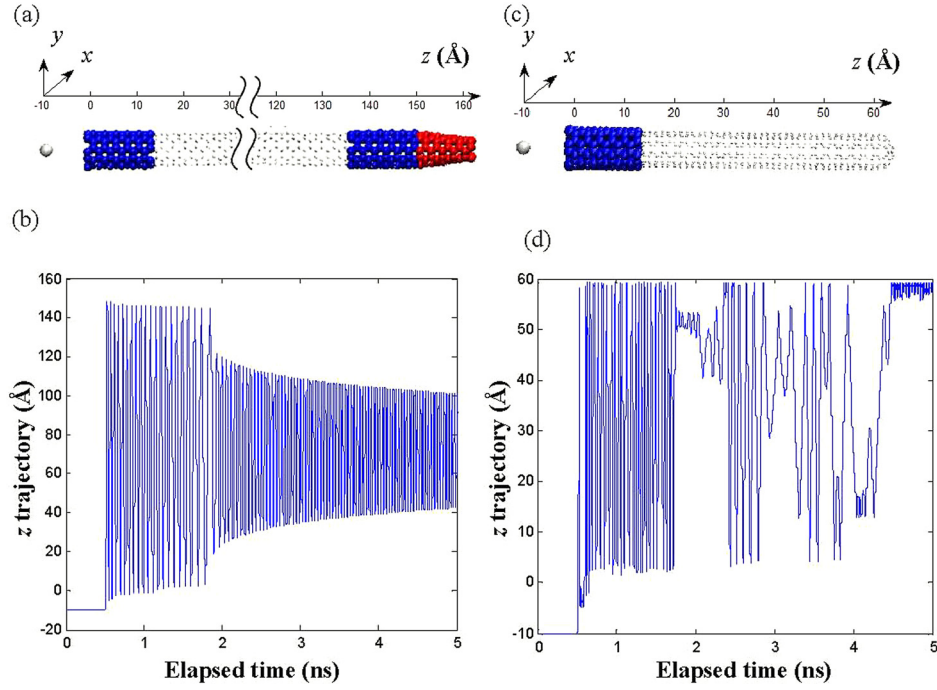 (a)
(c)
y
x
z (Å)
-10 0 10 20 30 120 130 140 150 160
y
x
z (Å)
-10 0 10 20 30 40 50 60
(b)
(d)
160
140
120
100
80
60
40
20
0
-20
z trajectory (Å)
0 1 2 3 4 5
Elapsed time (ns)
60
50
40
30
20
10
0
-10
z trajectory (Å)
0 1 2 3 4 5
Elapsed time (ns)